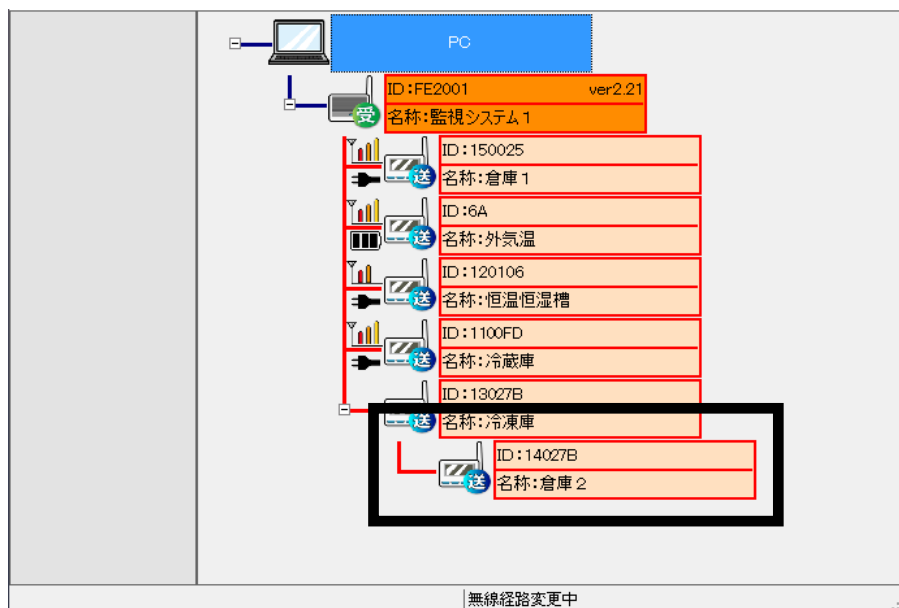 PC
ID:FE2001 ver2.21
名称:監視システム1
受
ID:150025
名称:倉庫1
送
ID:6A
名称:外気温
送
ID:120106
名称:恒温恒湿槽
送
ID:1100FD
名称:冷蔵庫
送
ID:13027B
名称:冷凍庫
送
ID:14027B
名称:倉庫2
送
無線経路変更中